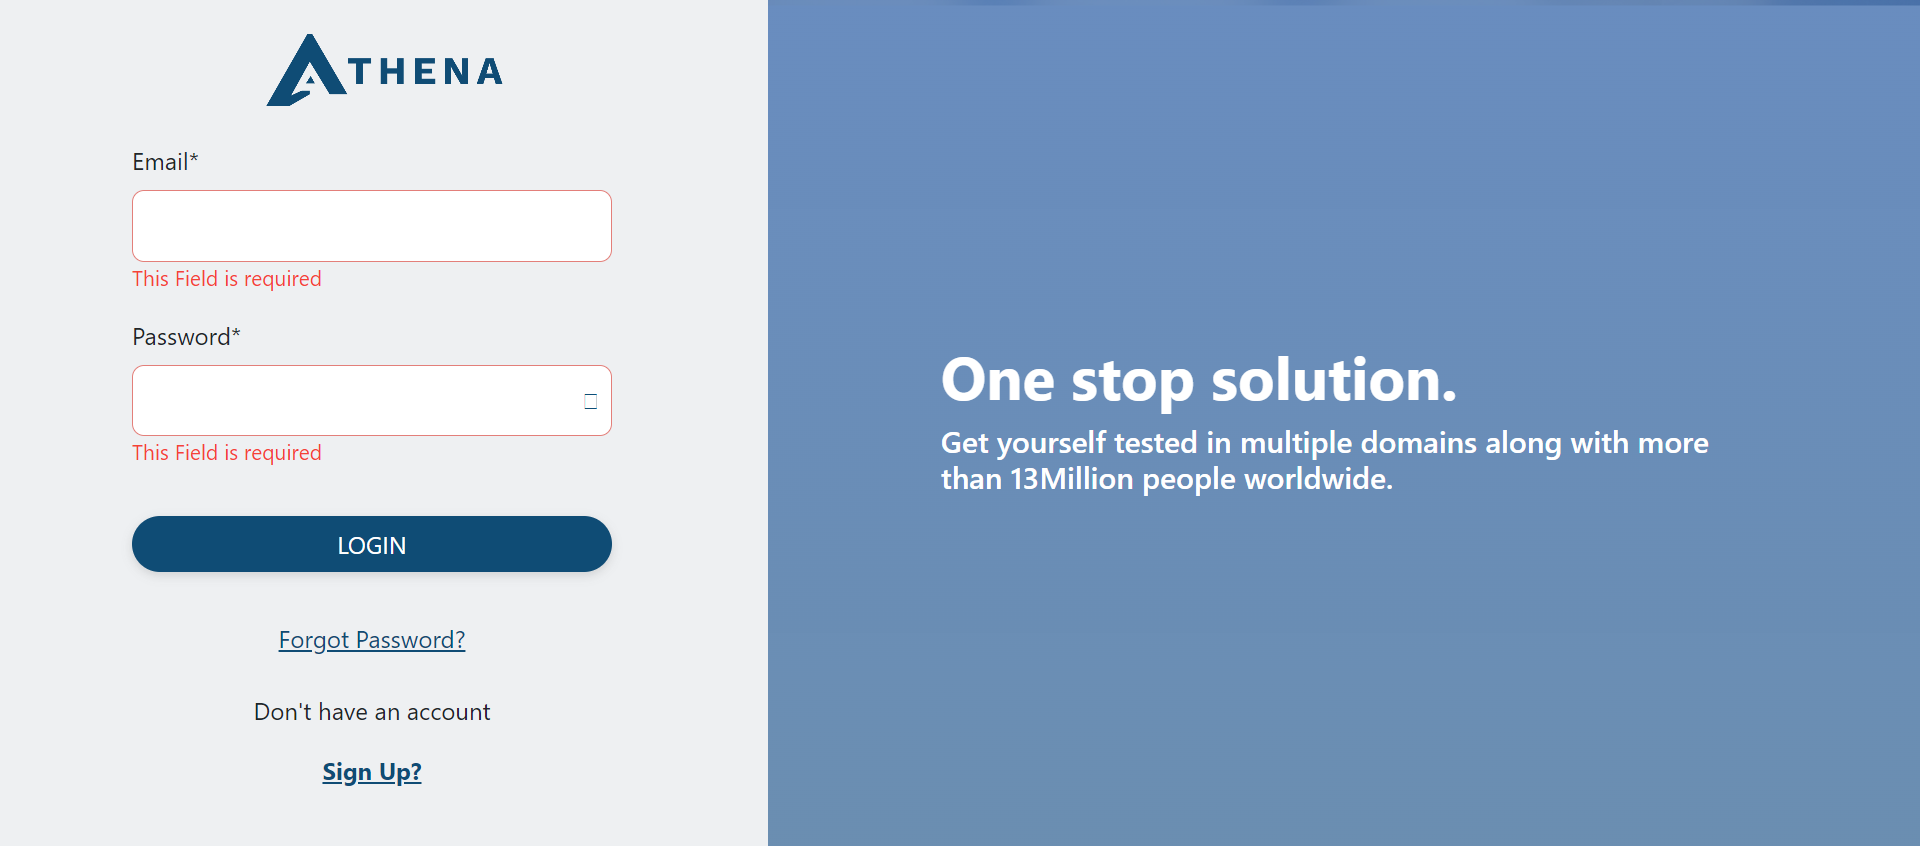 ATHENA
Email*
This Field is required
Password*
This Field is required
LOGIN
Forgot Password?
Don't have an account
Sign Up?
One stop solution.
Get yourself tested in multiple domains along with more
than 13Million people worldwide.